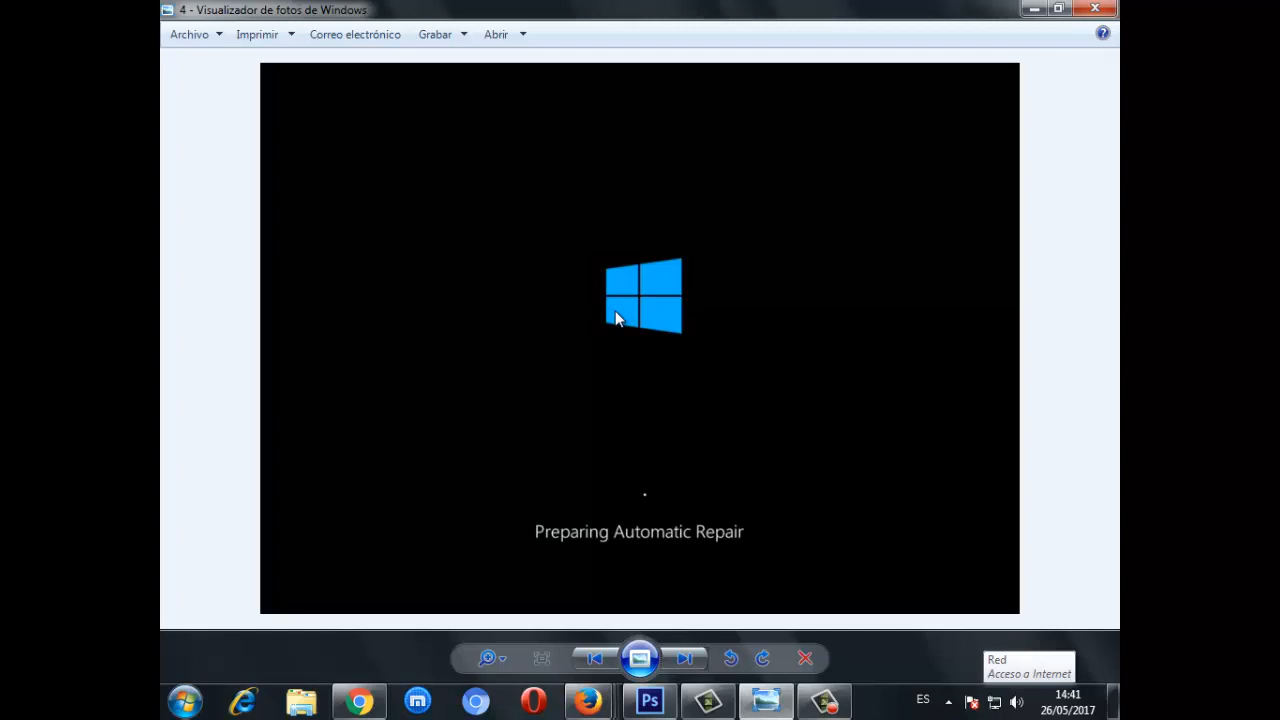 4 - Visualizador de fotos de Windows
Archivo Imprimir Correo electrónico Grabar Abrir
Preparing Automatic Repair
Red
Acceso a Internet
Ps
ES
14:41
26/05/2017